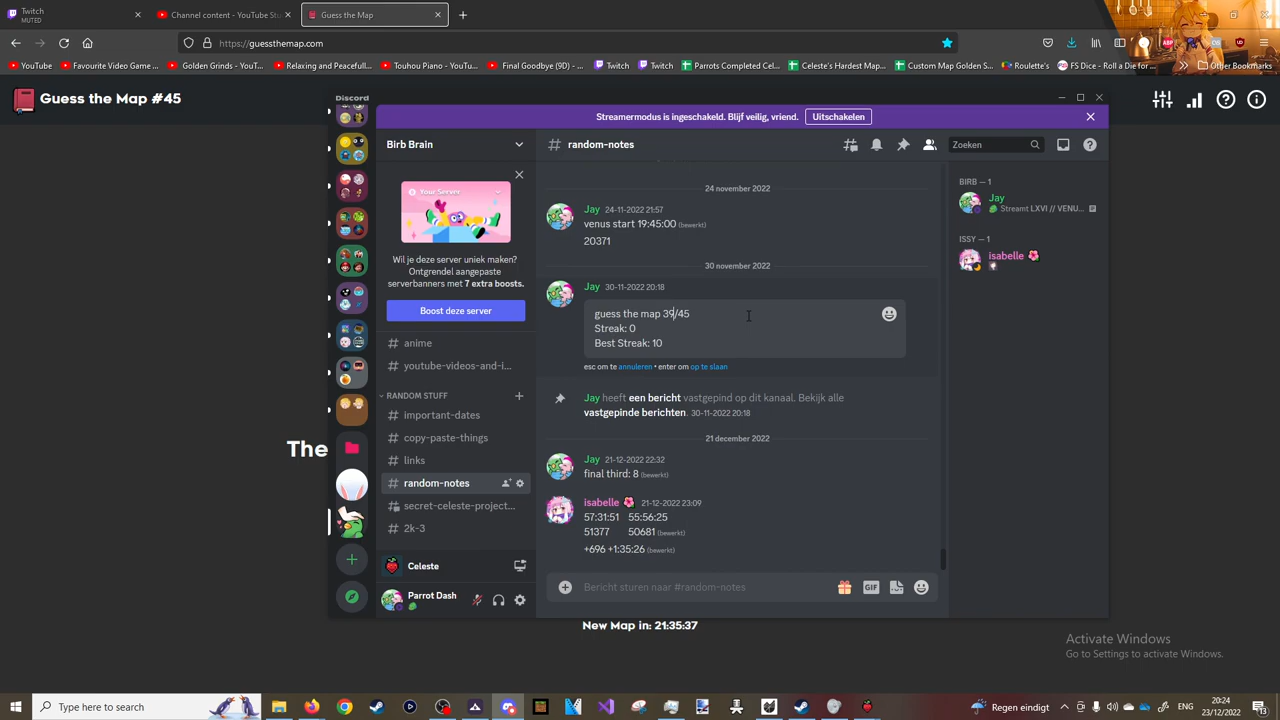 Twitch
MUTED
Channel content - YouTube Stu
Guess the Map
https://guessthemap.com
YouTube
Favourite Video Game ...
Golden Grinds - YouT...
Relaxing and Peacefull...
Touhou Piano - YouT...
Final Goodbye (9D) - ...
Twitch
Twitch
Parrots Completed Cel...
Celeste's Hardest Map...
Custom Map Golden S...
Roulette's
FS Dice - Roll a Die for...
Other Bookmarks
Guess the Map #45
Discord
Streamermodus is ingeschakeld. Blijf veilig, vriend.
Uitschakelen
Birb Brain
random-notes
Zoeken
Your Server
Wil je deze server uniek maken?
Ontgrendel aangepaste
serverbanners met 7 extra boosts.
Boost deze server
anime
youtube-videos-and-i...
RANDOM STUFF
important-dates
copy-paste-things
links
random-notes
secret-celeste-project...
2k-3
Celeste
Parrot Dash
24 november 2022
Jay 24-11-2022 21:57
venus start 19:45:00 (bewerkt)
20371
30 november 2022
Jay 30-11-2022 20:18
guess the map 39/45
Streak: 0
Best Streak: 10
esc om te annuleren • enter om op te slaan
Jay heeft een bericht vastgepind op dit kanaal. Bekijk alle
vastgepinde berichten. 30-11-2022 20:18
21 december 2022
Jay 21-12-2022 22:32
final third: 8 (bewerkt)
isabelle 21-12-2022 23:09
57:31:51 55:56:25
51377 50681 (bewerkt)
+696 +1:35:26 (bewerkt)
Bericht sturen naar #random-notes
GIF
BIRB — 1
Jay
Streamt LXVI // VENU...
ISSY — 1
isabelle
The
New Map in: 21:35:37
Activate Windows
Go to Settings to activate Windows.
Type here to search
Regen eindigt
20:24
23/12/2022